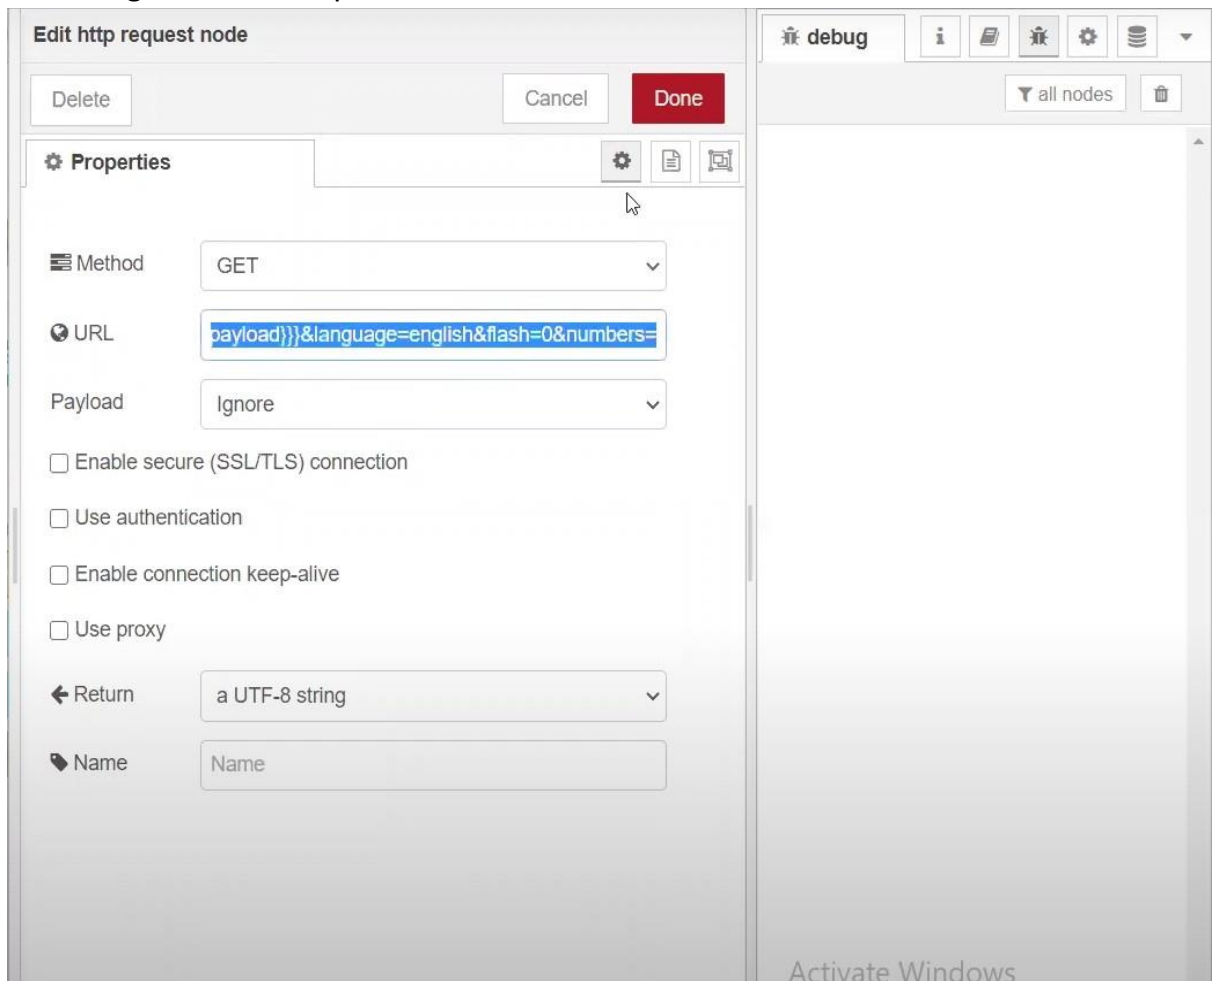 Edit http request node
debug
i
Delete
Cancel
Done
all nodes
Properties
Method
GET
URL
payload}}}&language=english&flash=0&numbers=
Payload
Ignore
Enable secure (SSL/TLS) connection
Use authentication
Enable connection keep-alive
Use proxy
Return
a UTF-8 string
Name
Name
Activate Windows